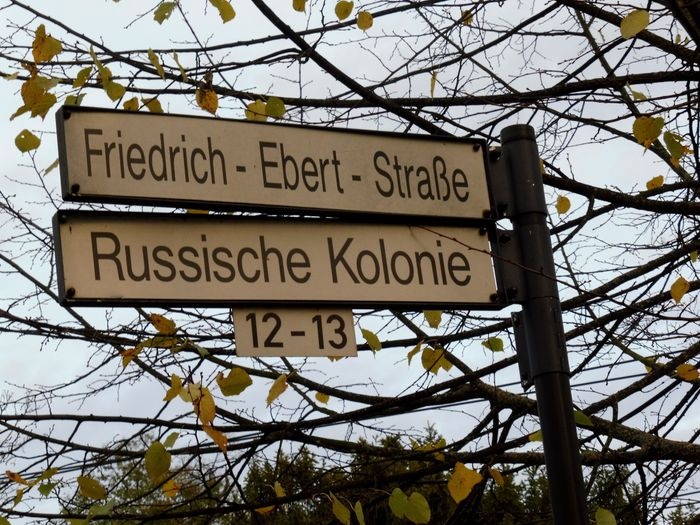 Friedrich - Ebert - Straße
Russische Kolonie
12 - 13